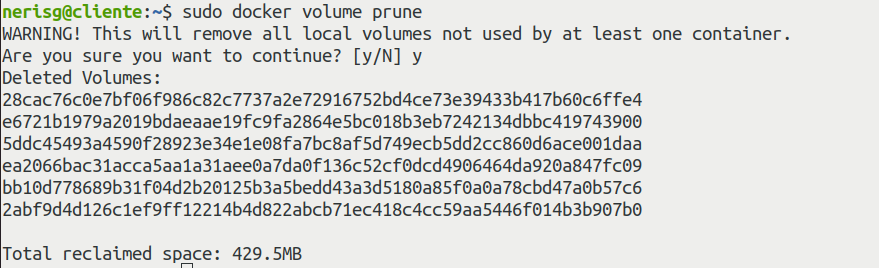 nerisg@cliente:~$ sudo docker volume prune
WARNING! This will remove all local volumes not used by at least one container.
Are you sure you want to continue? [y/N] y
Deleted Volumes:
28cac76c0e7bf06f986c82c7737a2e72916752bd4ce73e39433b417b60c6ffe4
e6721b1979a2019bdaeaae19fc9fa2864e5bc018b3eb7242134dbbc419743900
5ddc45493a4590f28923e34e1e08fa7bc8af5d749ecb5dd2cc860d6ace001daa
ea2066bac31acca5aa1a31aee0a7da0f136c52cf0dcd4906464da920a847fc09
bb10d778689b31f04d2b20125b3a5bedd43a3d5180a85f0a0a78cbd47a0b57c6
2abf9d4d126c1ef9ff12214b4d822abcb71ec418c4cc59aa5446f014b3b907b0
Total reclaimed space: 429.5MB